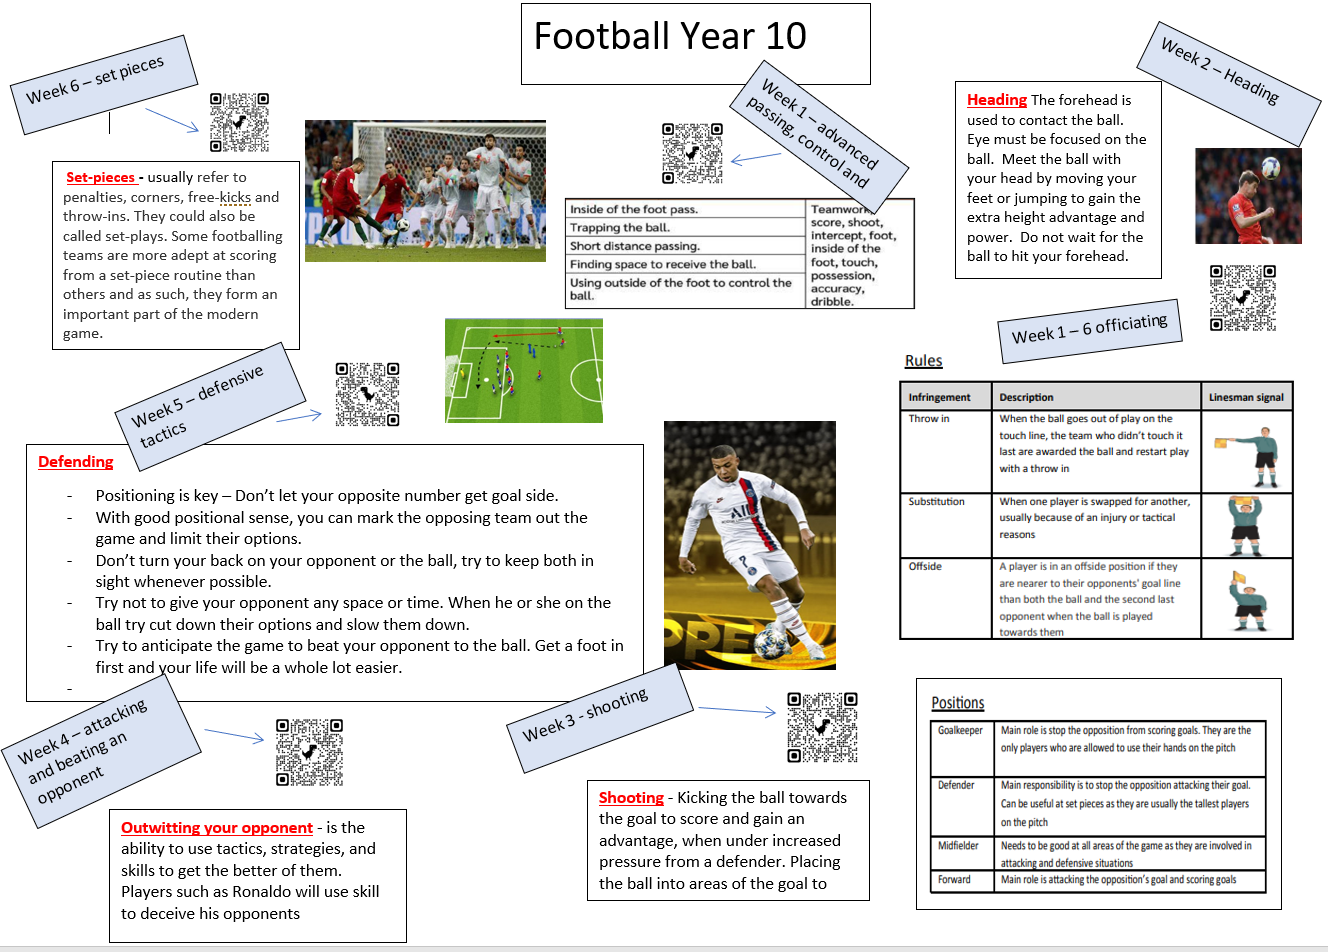 Football Year 10
Week 6 – set pieces
Set-pieces - usually refer to
penalties, corners, free-kicks and
throw-ins. They could also be
called set-plays. Some footballing
teams are more adept at scoring
from a set-piece routine than
others and as such, they form an
important part of the modern
game.
Week 1 – advanced
passing, control and
Inside of the foot pass.
Trapping the ball.
Short distance passing.
Finding space to receive the ball.
Using outside of the foot to control the
ball.
Teamwork,
score, shoot,
intercept, foot,
inside of the
foot, touch,
possession,
accuracy,
dribble.
Week 2 – Heading
Heading The forehead is
used to contact the ball.
Eye must be focused on the
ball.  Meet the ball with
your head by moving your
feet or jumping to gain the
extra height advantage and
power.  Do not wait for the
ball to hit your forehead.
Week 1 – 6 officiating
Rules
Infringement Description Linesman signal
Throw in
When the ball goes out of play on the
touch line, the team who didn't touch it
last are awarded the ball and restart play
with a throw in
Substitution
When one player is swapped for another,
usually because of an injury or tactical
reasons
Offside
A player is in an offside position if they
are nearer to their opponents' goal line
than both the ball and the second last
opponent when the ball is played
towards them
Week 5 – defensive
tactics
Defending
- Positioning is key – Don't let your opposite number get goal side.
- With good positional sense, you can mark the opposing team out the
game and limit their options.
- Don't turn your back on your opponent or the ball, try to keep both in
sight whenever possible.
- Try not to give your opponent any space or time. When he or she on the
ball try cut down their options and slow them down.
- Try to anticipate the game to beat your opponent to the ball. Get a foot in
first and your life will be a whole lot easier.
-
ALL
7
PPE
Week 4 – attacking
and beating an
opponent
Outwitting your opponent - is the
ability to use tactics, strategies, and
skills to get the better of them.
Players such as Ronaldo will use skill
to deceive his opponents
Week 3 - shooting
Shooting - Kicking the ball towards
the goal to score and gain an
advantage, when under increased
pressure from a defender. Placing
the ball into areas of the goal to
Positions
Goalkeeper
Main role is stop the opposition from scoring goals. They are the
only players who are allowed to use their hands on the pitch
Defender
Main responsibility is to stop the opposition attacking their goal.
Can be useful at set pieces as they are usually the tallest players
on the pitch
Midfielder
Needs to be good at all areas of the game as they are involved in
attacking and defensive situations
Forward
Main role is attacking the opposition's goal and scoring goals